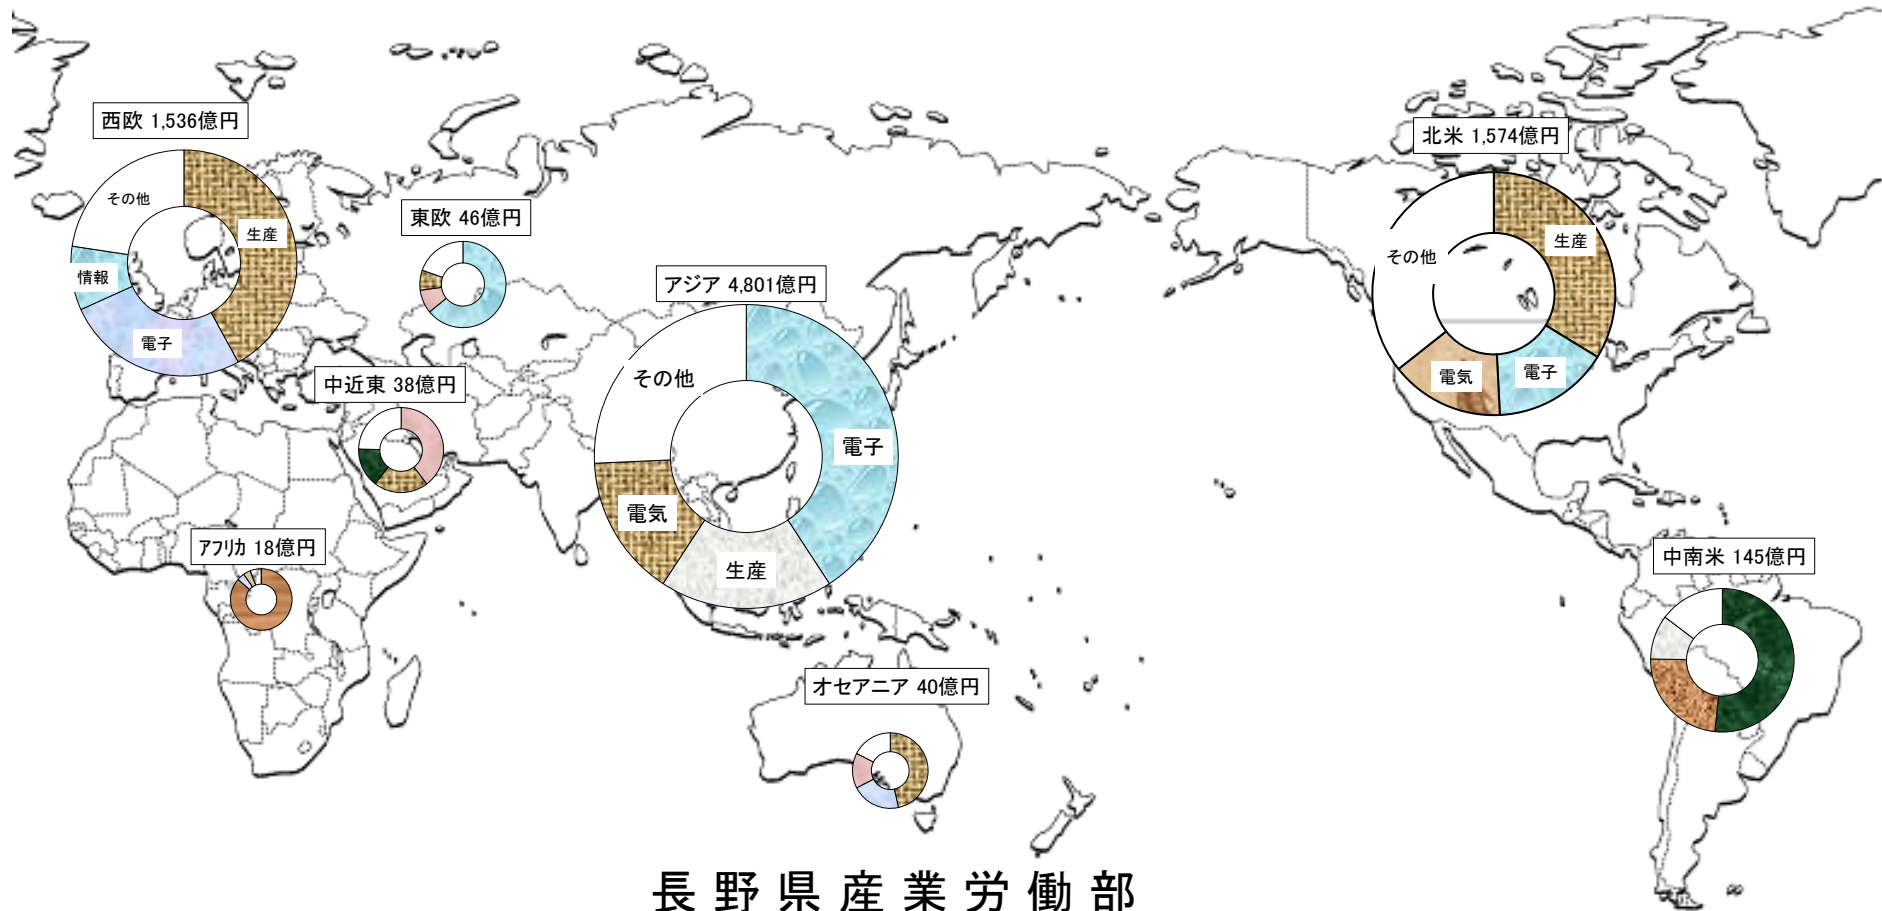 西欧 1,536億円
その他
生産
情報
電子
東欧 46億円
中近東 38億円
アフリカ 18億円
アジア 4,801億円
その他
電子
電気
生産
オセアニア 40億円
北米 1,574億円
その他
生産
電気
電子
中南米 145億円
長野県産業労働部